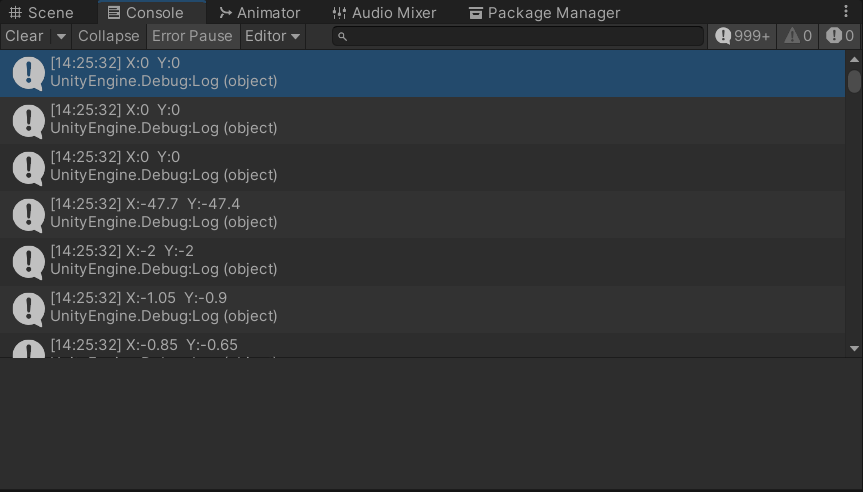 Scene Console Animator Audio Mixer Package Manager
Clear Collapse Error Pause Editor 999+ 0 0
[14:25:32] X:0 Y:0
UnityEngine.Debug:Log (object)
[14:25:32] X:0 Y:0
UnityEngine.Debug:Log (object)
[14:25:32] X:0 Y:0
UnityEngine.Debug:Log (object)
[14:25:32] X:-47.7 Y:-47.4
UnityEngine.Debug:Log (object)
[14:25:32] X:-2 Y:-2
UnityEngine.Debug:Log (object)
[14:25:32] X:-1.05 Y:-0.9
UnityEngine.Debug:Log (object)
[14:25:32] X:-0.85 Y:-0.65